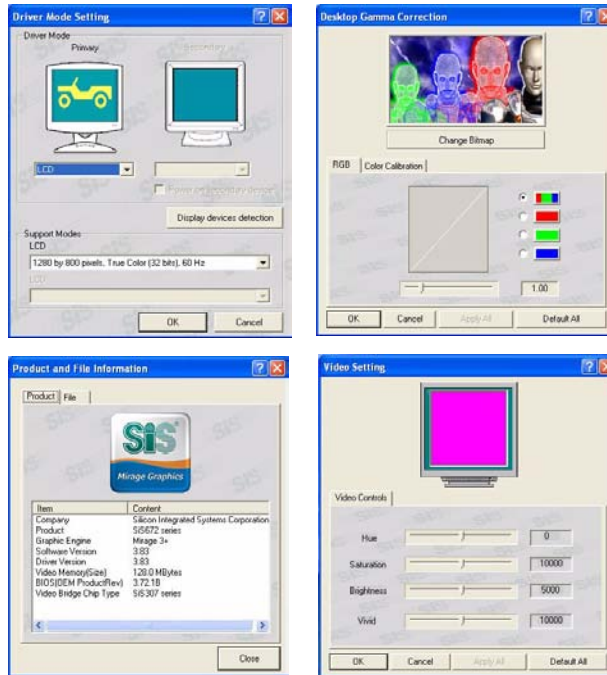 Driver Mode Setting
Driver Mode
Primary
Secondary
LCD
Display devices detection
Support Modes
LCD
1280 by 800 pixels, True Color (32 bits), 60 Hz
LCD
OK Cancel
Desktop Gamma Correction
Change Bitmap
RGB Color Calibration
1.00
OK Cancel Apply All Default All
Product and File Information
Product File
SiS
Mirage Graphics
Item Content
Company Silicon Integrated Systems Corporation
Product SiS672 series
Graphic Engine Mirage 3+
Software Version 3.83
Driver Version 3.83
Video Memory(Size) 128.0 MBytes
BIOS(OEM ProductRev) 3.72.1B
Video Bridge Chip Type SiS307 series
Close
Video Setting
Video Controls
Hue 0
Saturation 10000
Brightness 5000
Vivid 10000
OK Cancel Apply All Default All